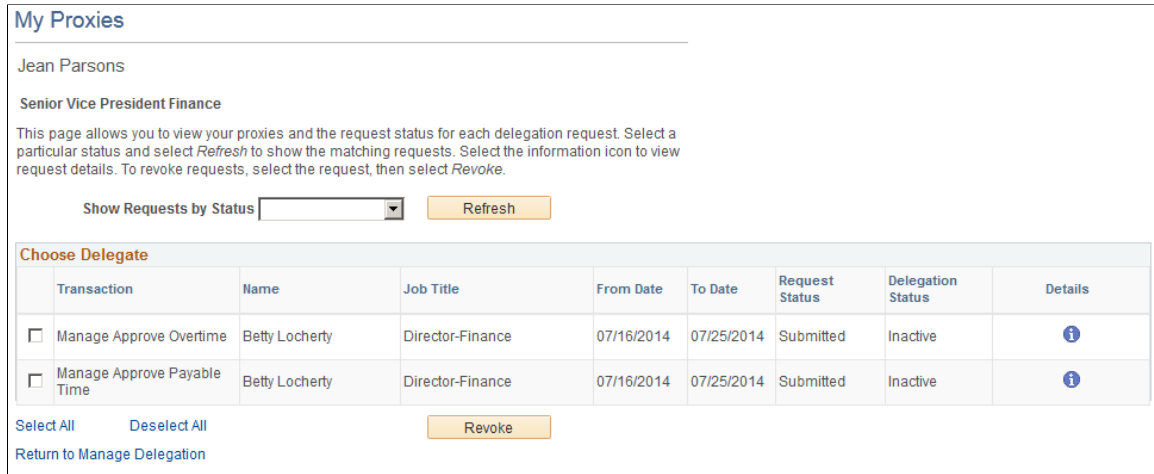 My Proxies
Jean Parsons
Senior Vice President Finance
This page allows you to view your proxies and the request status for each delegation request. Select a
particular status and select Refresh to show the matching requests. Select the information icon to view
request details. To revoke requests, select the request, then select Revoke.
Show Requests by Status Refresh
Choose Delegate
Transaction Name Job Title From Date To Date Request Status Delegation Status Details
Manage Approve Overtime Betty Locherty Director-Finance 07/16/2014 07/25/2014 Submitted Inactive
Manage Approve Payable Time Betty Locherty Director-Finance 07/16/2014 07/25/2014 Submitted Inactive
Select All Deselect All Revoke
Return to Manage Delegation